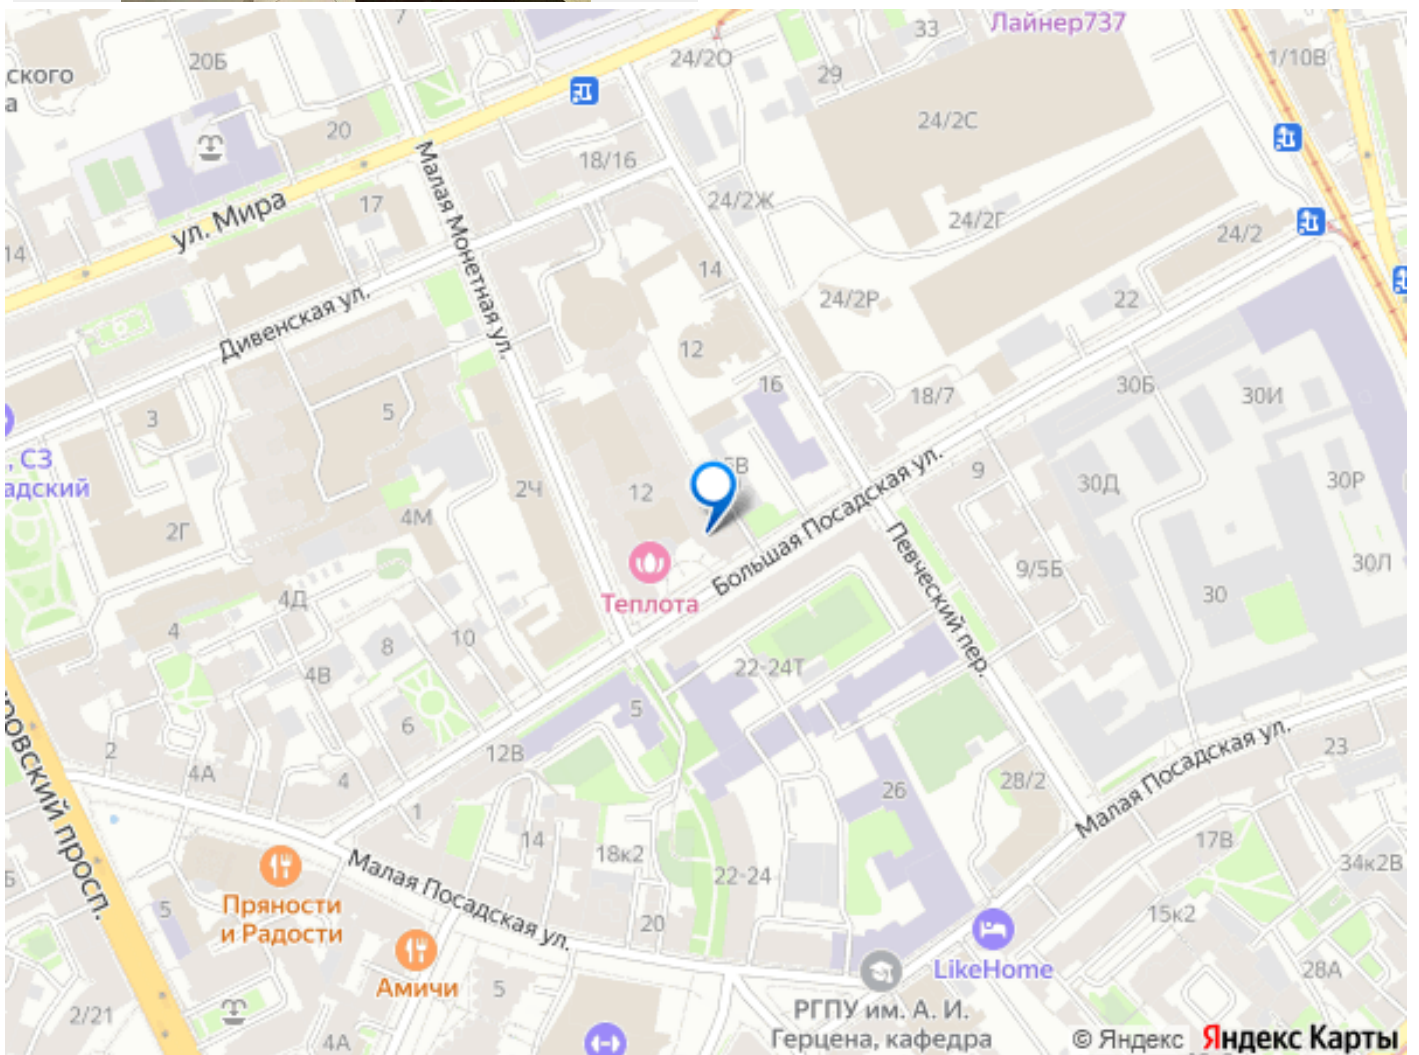 7
33
Лайнер737
20Б
24/2О
1/10В
ского
а
29
20
24/2С
18/16
Малая Монетная ул.
24/2Ж
17
24/2Г
ул. Мира
24/2
14
14
24/2Р
22
Дивенская ул.
12
16
30Б
30И
18/7
3
5
, СЗ
адский
9
2Ч
12
30Д
30Р
4М
2Г
Большая Посадская ул.
Певческий пер.
30Л
9/5Б
Теплота
30
4Д
4
10
8
22-24Т
4В
5
6
12В
ровский просп.
2
4А
4
23
Малая Посадская ул.
28/2
26
1
14
17В
18к2
34к2В
Малая Посадская ул.
22-24
Пряности
и Радости
5
15к2
20
LikeHome
28А
Амичи
5
РГПУ им. А. И.
Герцена, кафедра
2/21
4А
© Яндекс Яндекс Карты